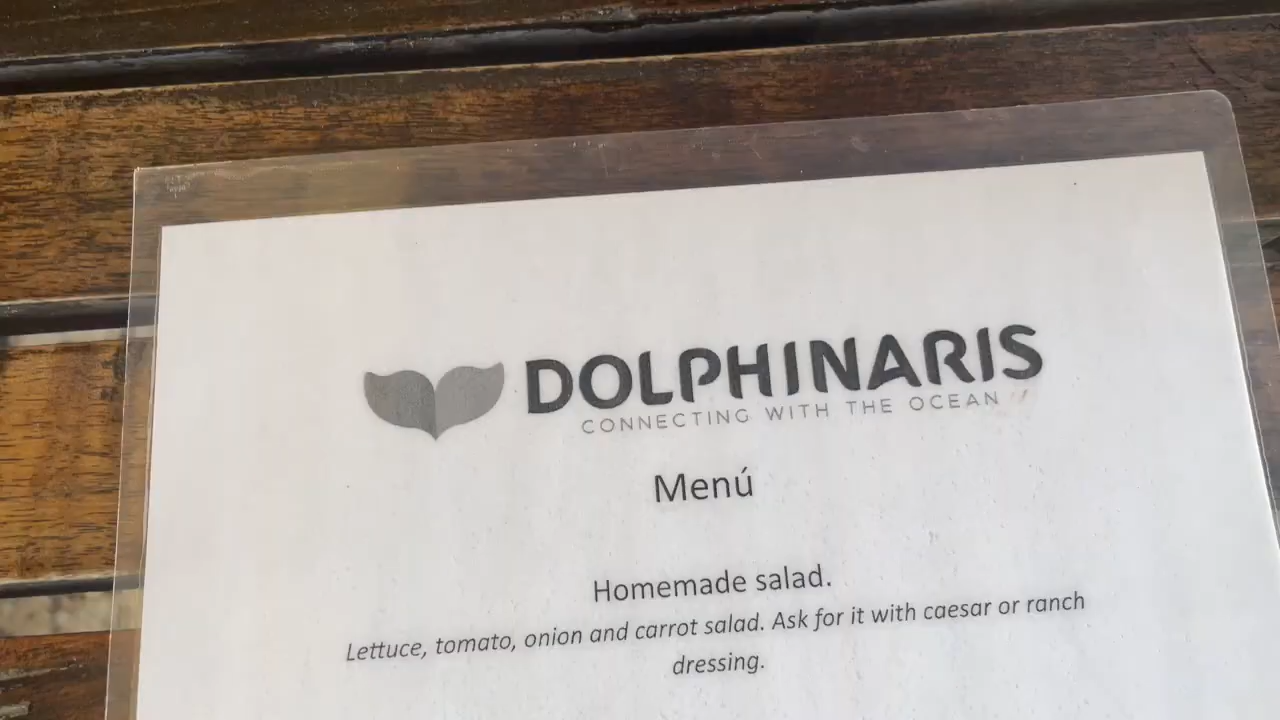 DOLPHINARIS
CONNECTING WITH THE OCEAN
Menú
Homemade salad.
Lettuce, tomato, onion and carrot salad. Ask for it with caesar or ranch
dressing.